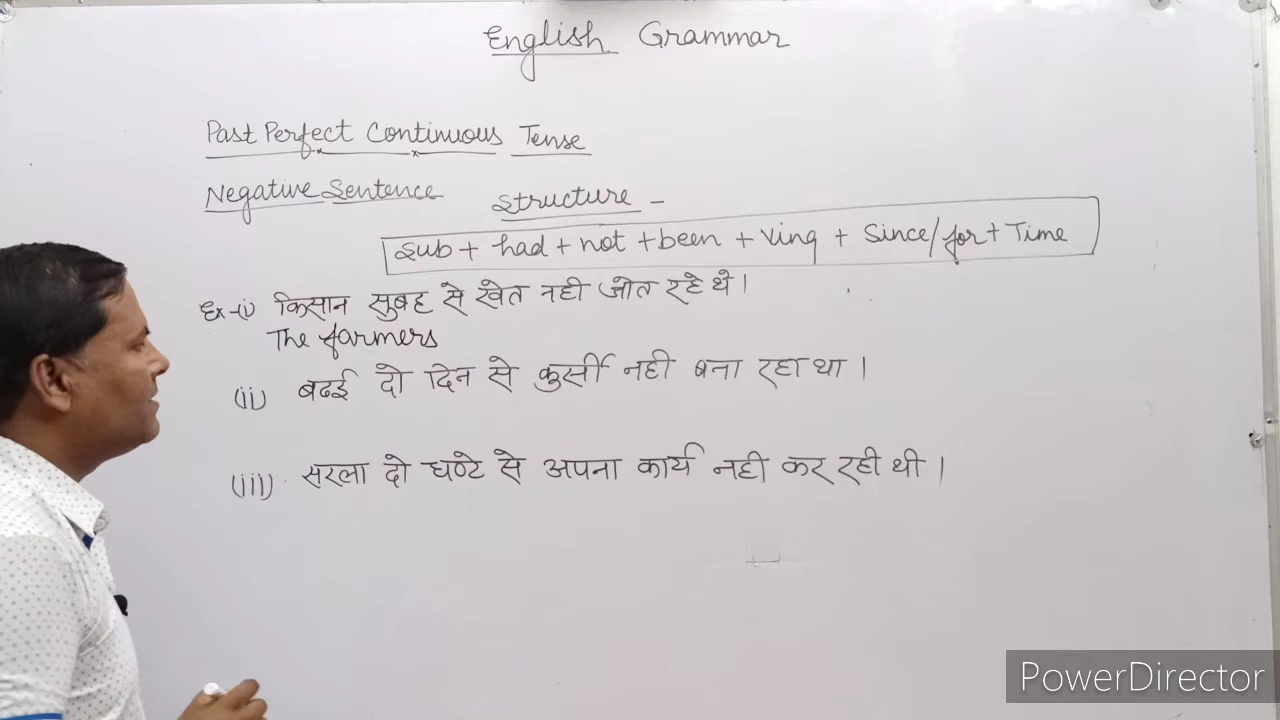 English Grammar
Past Perfect Continuous Tense
Negative Sentence Structure -
Sub + had + not + been + Ving + Since/for + Time
Ex-(i) किसान सुबह से खेत नही जोत रहे थे।
The farmers
(ii) बढई दो दिन से कुर्सी नही बना रहा था।
(iii) सरला दो घण्टे से अपना कार्य नही कर रही थी।
PowerDirector